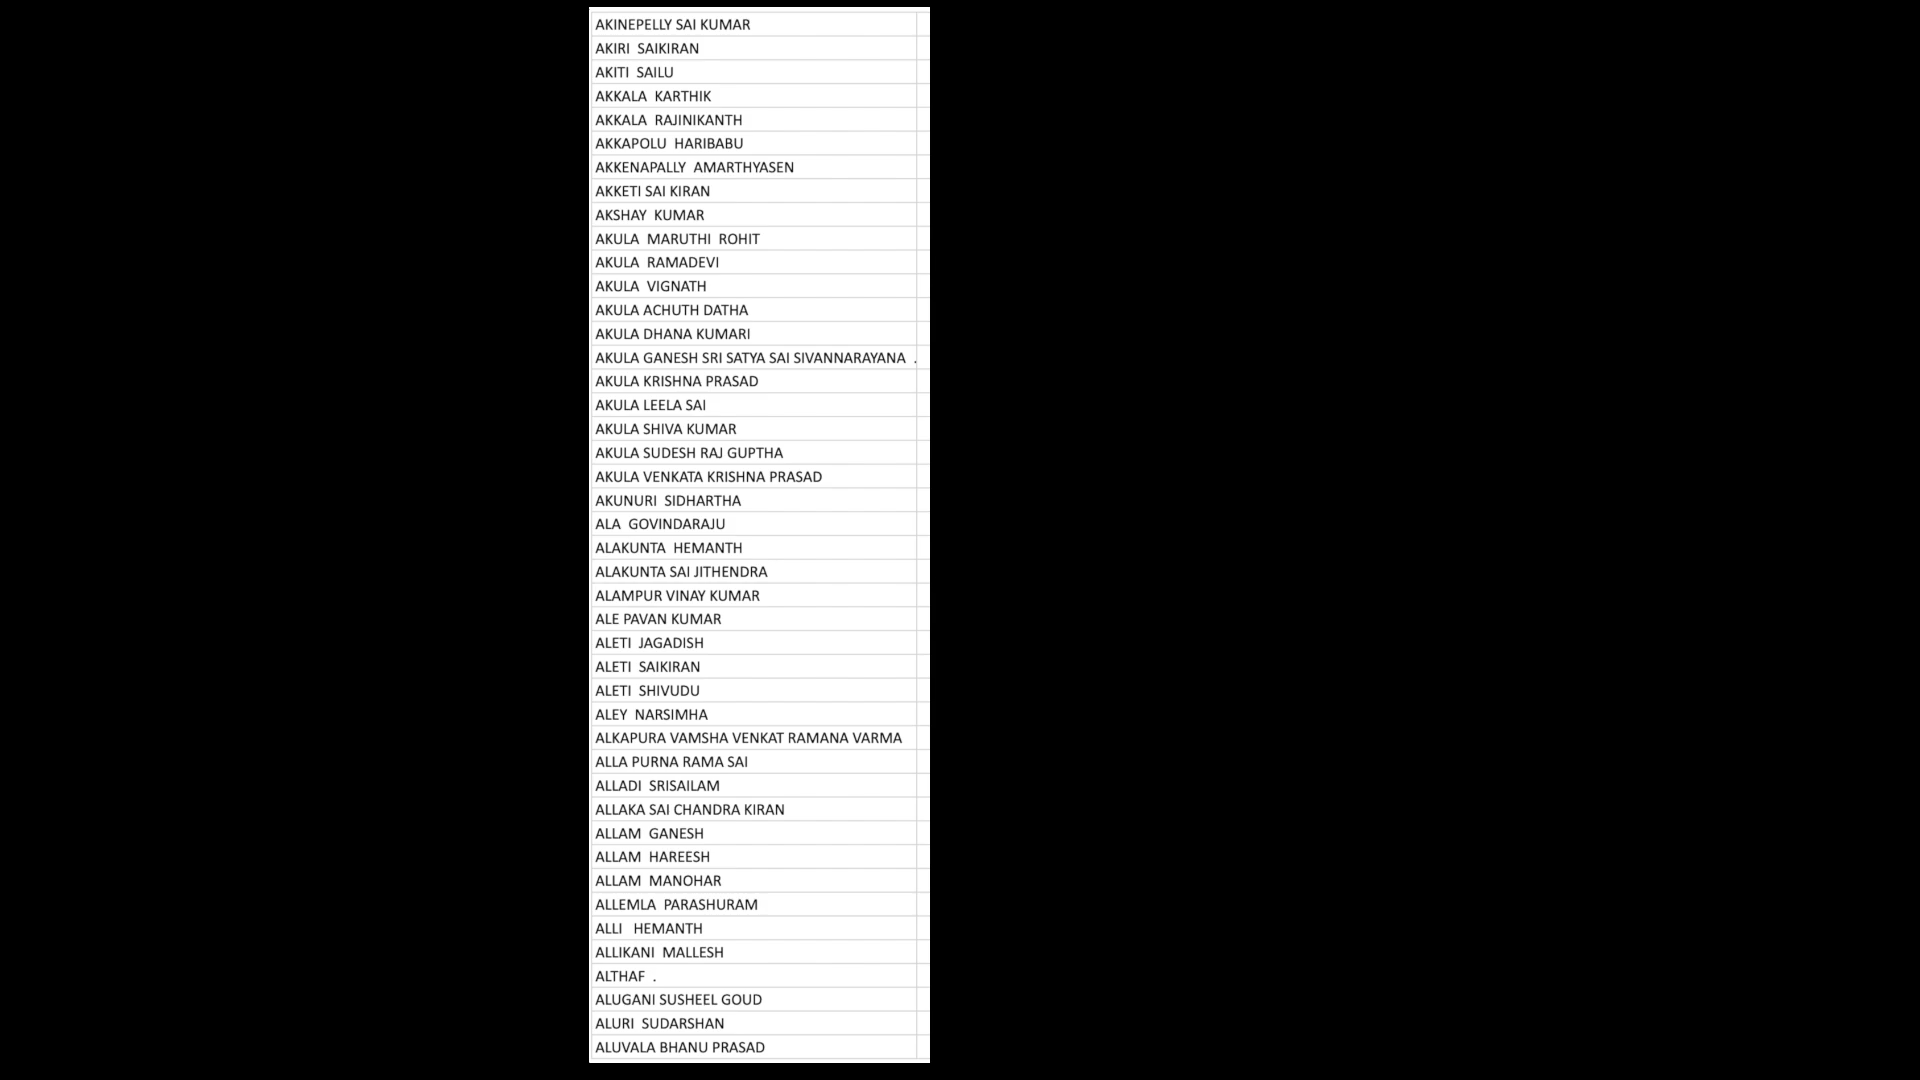 AKINEPELLY SAI KUMAR
AKIRI  SAIKIRAN
AKITI  SAILU
AKKALA  KARTHIK
AKKALA  RAJINIKANTH
AKKAPOLU  HARIBABU
AKKENAPALLY  AMARTHYASEN
AKKETI SAI KIRAN
AKSHAY  KUMAR
AKULA  MARUTHI  ROHIT
AKULA  RAMADEVI
AKULA  VIGNATH
AKULA ACHUTH DATHA
AKULA DHANA KUMARI
AKULA GANESH SRI SATYA SAI SIVANNARAYANA  .
AKULA KRISHNA PRASAD
AKULA LEELA SAI
AKULA SHIVA KUMAR
AKULA SUDESH RAJ GUPTHA
AKULA VENKATA KRISHNA PRASAD
AKUNURI  SIDHARTHA
ALA  GOVINDARAJU
ALAKUNTA  HEMANTH
ALAKUNTA SAI JITHENDRA
ALAMPUR VINAY KUMAR
ALE PAVAN KUMAR
ALETI  JAGADISH
ALETI  SAIKIRAN
ALETI  SHIVUDU
ALEY  NARSIMHA
ALKAPURA VAMSHA VENKAT RAMANA VARMA
ALLA PURNA RAMA SAI
ALLADI  SRISAILAM
ALLAKA SAI CHANDRA KIRAN
ALLAM  GANESH
ALLAM  HAREESH
ALLAM  MANOHAR
ALLEMLA  PARASHURAM
ALLI   HEMANTH
ALLIKANI  MALLESH
ALTHAF  .
ALUGANI SUSHEEL GOUD
ALURI  SUDARSHAN
ALUVALA BHANU PRASAD